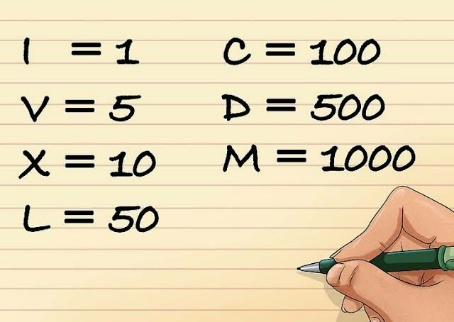 I = 1
V = 5
X = 10
L = 50
C = 100
D = 500
M = 1000